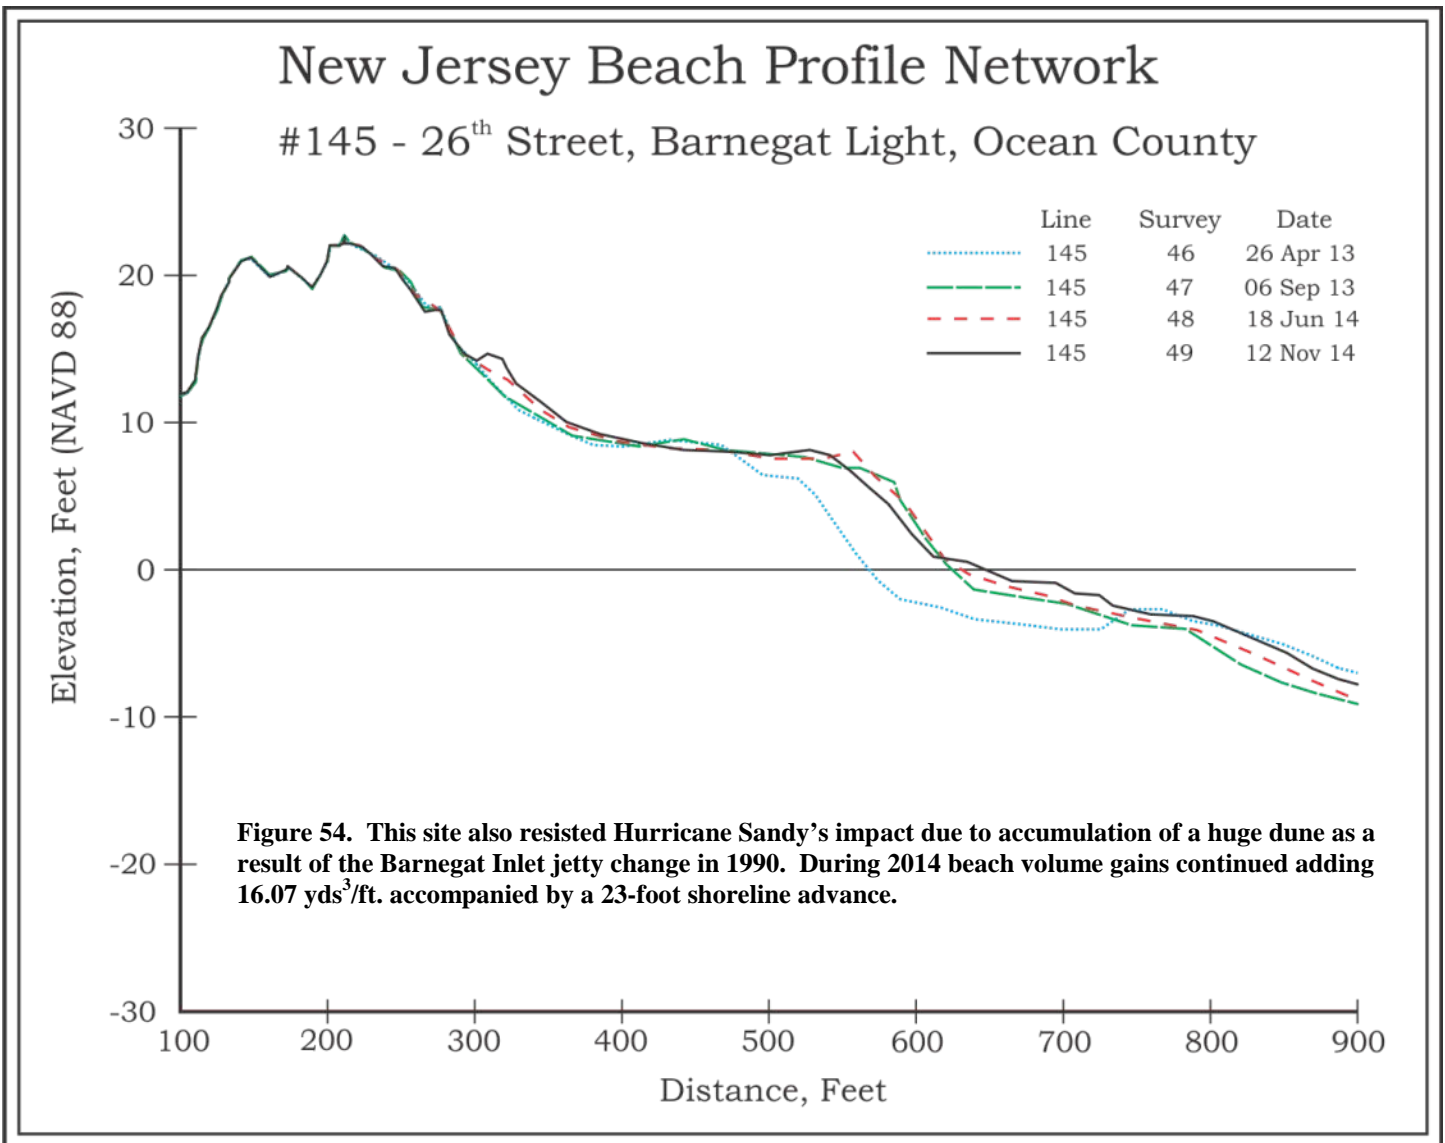 New Jersey Beach Profile Network
#145 - 26th Street, Barnegat Light, Ocean County
Line Survey Date
145 46 26 Apr 13
145 47 06 Sep 13
145 48 18 Jun 14
145 49 12 Nov 14
Elevation, Feet (NAVD 88)
30
20
10
0
-10
-20
-30
Figure 54. This site also resisted Hurricane Sandy’s impact due to accumulation of a huge dune as a
result of the Barnegat Inlet jetty change in 1990. During 2014 beach volume gains continued adding
16.07 yds3/ft. accompanied by a 23-foot shoreline advance.
100 200 300 400 500 600 700 800 900
Distance, Feet